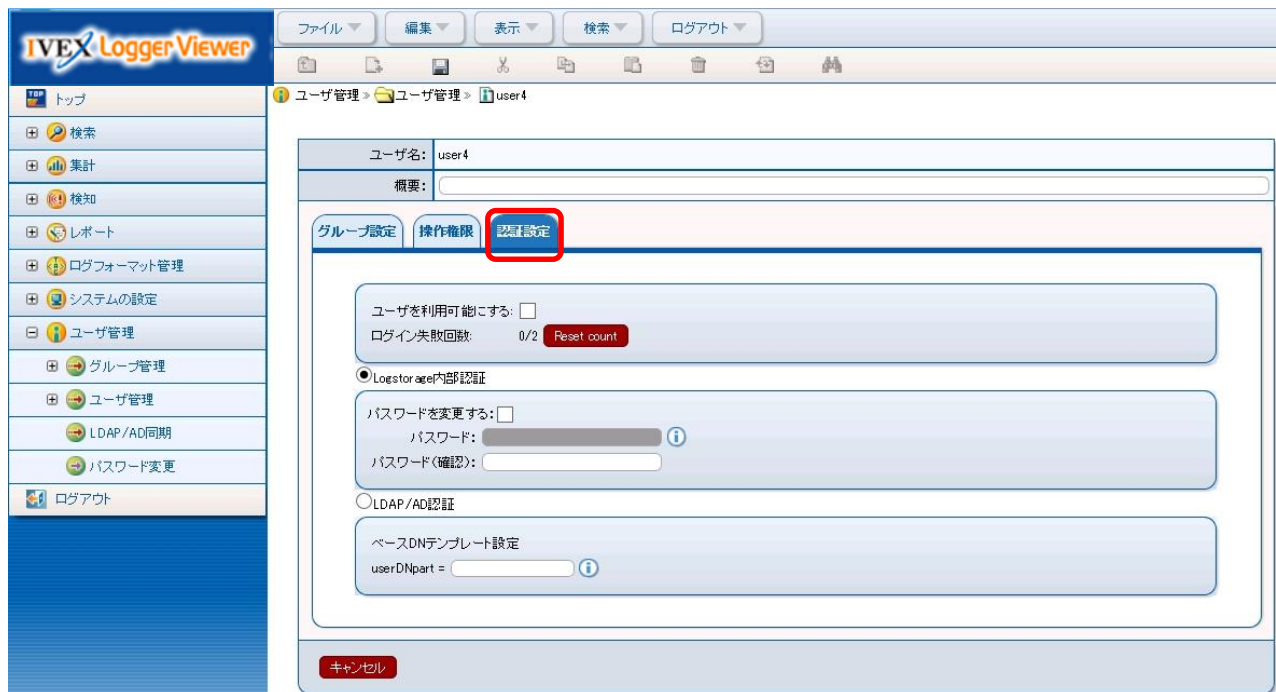 IVEX Logger Viewer
ファイル 編集 表示 検索 ログアウト
TOP トップ
検索
集計
検知
レポート
ログフォーマット管理
システムの設定
ユーザ管理
グループ管理
ユーザ管理
LDAP/AD同期
パスワード変更
ログアウト
ユーザ管理 » ユーザ管理 » user4
ユーザ名: user4
概要:
グループ設定 操作権限 認証設定
ユーザを利用可能にする:
ログイン失敗回数: 0/2 Reset count
Logstorage内部認証
パスワードを変更する:
パスワード:
パスワード(確認):
LDAP/AD認証
ベースDNテンプレート設定
userDNpart =
キャンセル